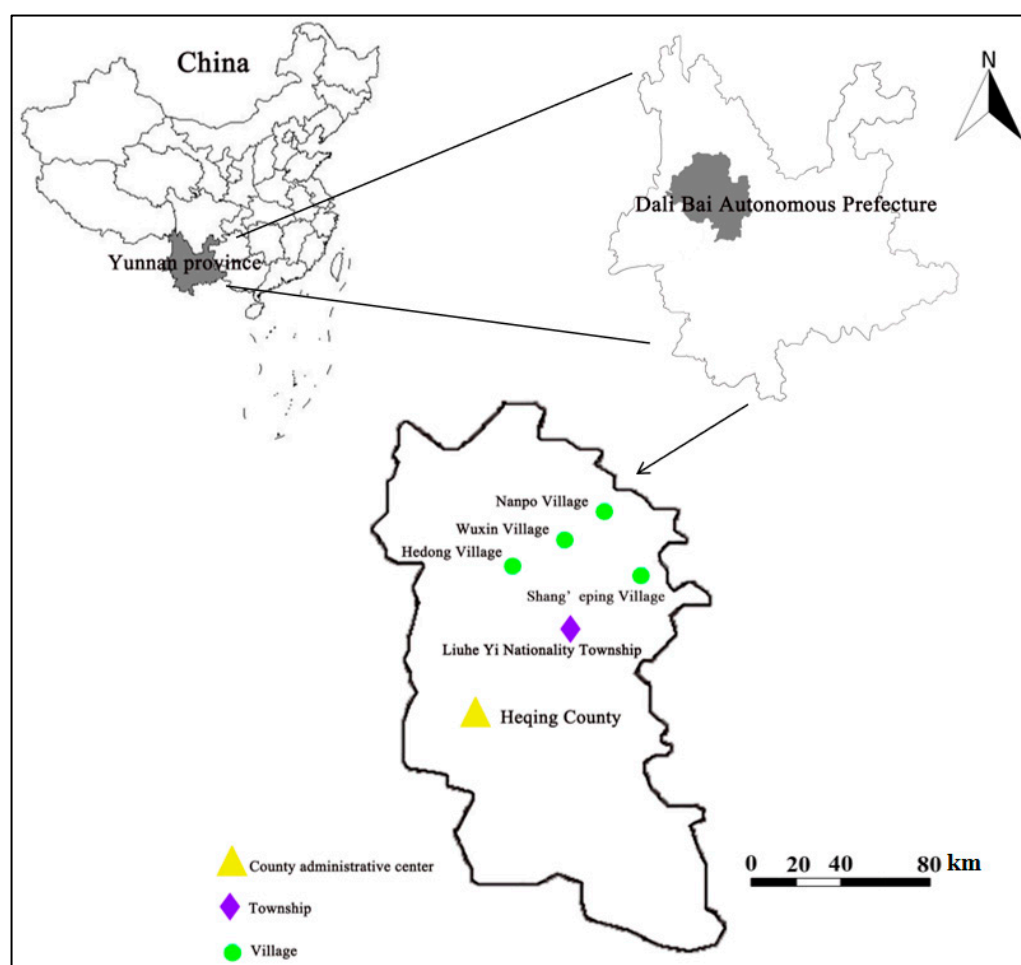 China
N
Dali Bai Autonomous Prefecture
Yunnan province
Nanpo Village
Wuxin Village
Hedong Village
Shang’ eping Village
Liuhe Yi Nationality Township
Heqing County
County administrative center
0 20 40 80 km
Township
Village